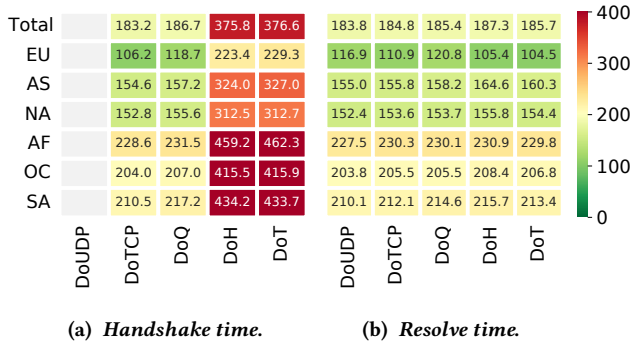 Total 183.2 186.7 375.8 376.6 183.8 184.8 185.4 187.3 185.7 400
EU 106.2 118.7 223.4 229.3 116.9 110.9 120.8 105.4 104.5
AS 154.6 157.2 324.0 327.0 155.0 155.8 158.2 164.6 160.3 300
NA 152.8 155.6 312.5 312.7 152.4 153.6 153.7 155.8 154.4 200
AF 228.6 231.5 459.2 462.3 227.5 230.3 230.1 230.9 229.8
OC 204.0 207.0 415.5 415.9 203.8 205.5 205.5 208.4 206.8 100
SA 210.5 217.2 434.2 433.7 210.1 212.1 214.6 215.7 213.4 0
DoUDP DoTCP DoQ DoH DoT DoUDP DoTCP DoQ DoH DoT
(a) Handshake time. (b) Resolve time.